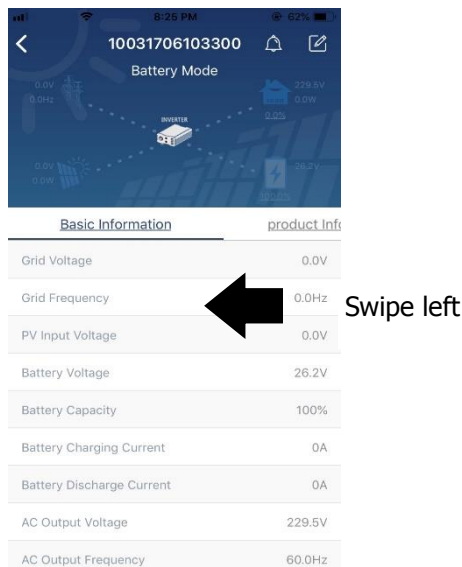 8:26 PM 62%
10031706103300
Battery Mode
0.0V
0.0Hz
229.5V
0.0W
0.0%
INVERTER
0.0V
0.0W
26.2V
100.0%
Basic Information product Info
Grid Voltage 0.0V
Grid Frequency 0.0Hz
Swipe left
PV Input Voltage 0.0V
Battery Voltage 26.2V
Battery Capacity 100%
Battery Charging Current 0A
Battery Discharge Current 0A
AC Output Voltage 229.5V
AC Output Frequency 60.0Hz